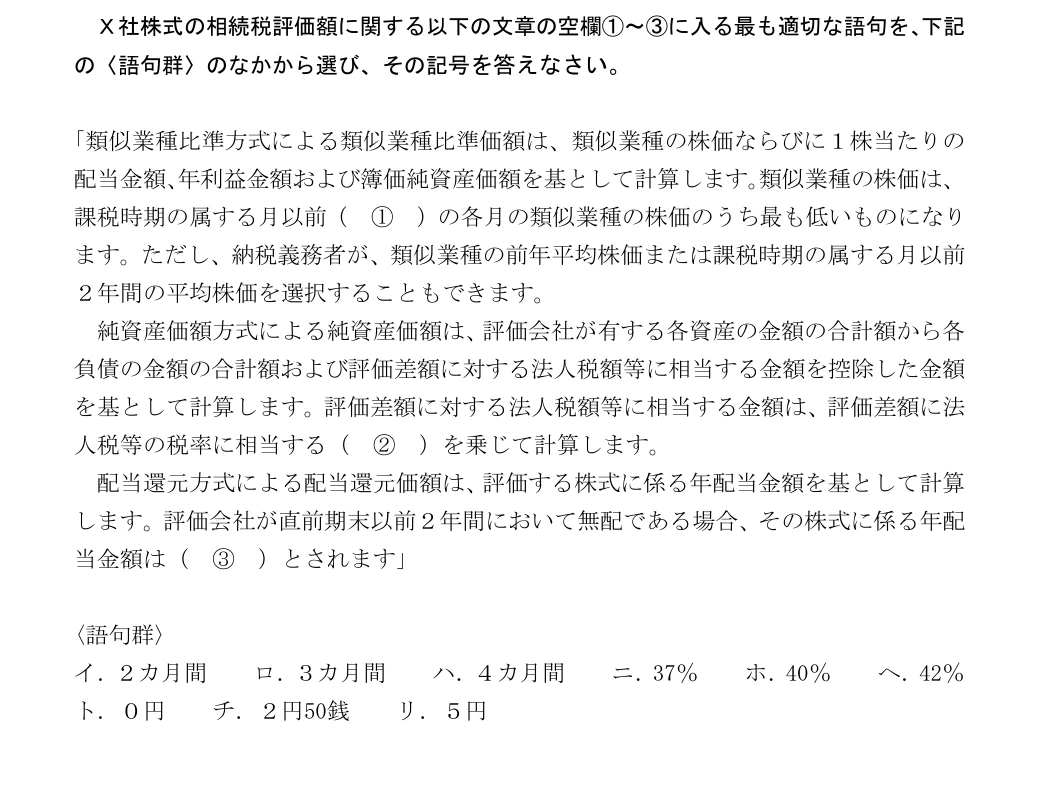 Ｘ社株式の相続税評価額に関する以下の文章の空欄①～③に入る最も適切な語句を、下記
の〈語句群〉のなかから選び、その記号を答えなさい。
「類似業種比準方式による類似業種比準価額は、類似業種の株価ならびに１株当たりの
配当金額、年利益金額および簿価純資産価額を基として計算します。類似業種の株価は、
課税時期の属する月以前（　①　）の各月の類似業種の株価のうち最も低いものになり
ます。ただし、納税義務者が、類似業種の前年平均株価または課税時期の属する月以前
２年間の平均株価を選択することもできます。
純資産価額方式による純資産価額は、評価会社が有する各資産の金額の合計額から各
負債の金額の合計額および評価差額に対する法人税額等に相当する金額を控除した金額
を基として計算します。評価差額に対する法人税額等に相当する金額は、評価差額に法
人税等の税率に相当する（　②　）を乗じて計算します。
配当還元方式による配当還元価額は、評価する株式に係る年配当金額を基として計算
します。評価会社が直前期末以前２年間において無配である場合、その株式に係る年配
当金額は（　③　）とされます」
〈語句群〉
イ．２カ月間　　ロ．３カ月間　　ハ．４カ月間　　ニ．37％　　ホ．40％　　ヘ．42％
ト．０円　　チ．２円50銭　　リ．５円